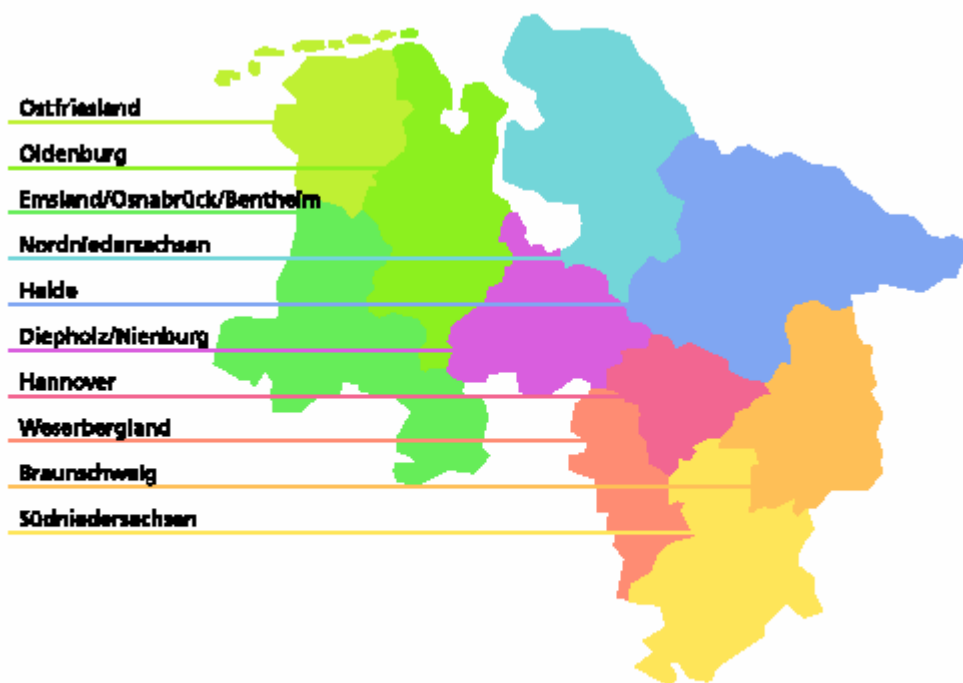 Ostfriesland
Oldenburg
Emsland/Osnabrück/Bentheim
Nordniedersachsen
Heide
Diepholz/Nienburg
Hannover
Weserbergland
Braunschweig
Südniedersachsen